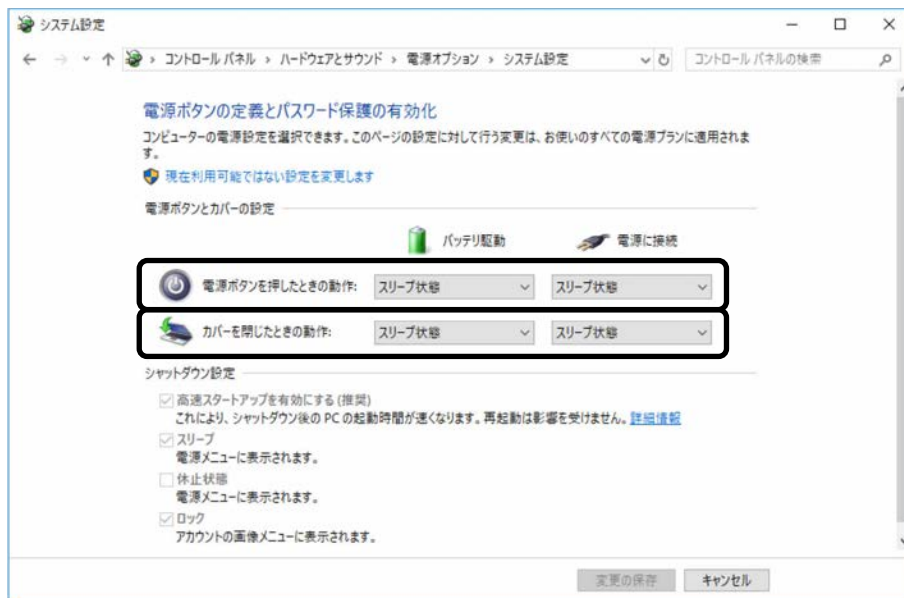 システム設定
コントロール パネル › ハードウェアとサウンド › 電源オプション › システム設定
コントロール パネルの検索
電源ボタンの定義とパスワード保護の有効化
コンピューターの電源設定を選択できます。このページの設定に対して行う変更は、お使いのすべての電源プランに適用されま
す。
現在利用可能ではない設定を変更します
電源ボタンとカバーの設定
バッテリ駆動 電源に接続
電源ボタンを押したときの動作: スリープ状態 スリープ状態
カバーを閉じたときの動作: スリープ状態 スリープ状態
シャットダウン設定
高速スタートアップを有効にする (推奨)
これにより、シャットダウン後の PC の起動時間が速くなります。再起動は影響を受けません。詳細情報
スリープ
電源メニューに表示されます。
休止状態
電源メニューに表示されます。
ロック
アカウントの画像メニューに表示されます。
変更の保存 キャンセル